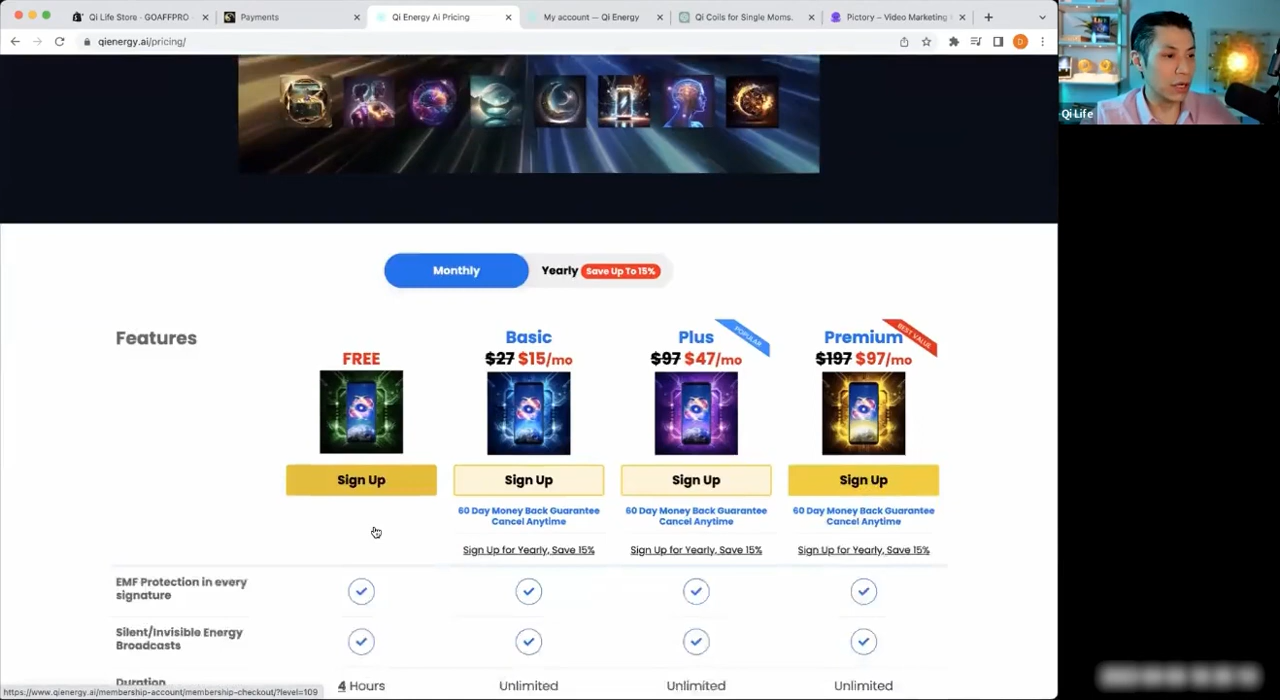 Qi Life Store - GOAFFPRO
Payments
Qi Energy Ai Pricing
My account — Qi Energy
Qi Coils for Single Moms.
Pictory – Video Marketing
qienergy.ai/pricing/
D
Qi Life
Monthly
Yearly Save Up To 15%
Features
FREE
Basic
$27 $15/mo
Plus
POPULAR
$97 $47/mo
Premium
BEST VALUE
$197 $97/mo
Sign Up
Sign Up
Sign Up
Sign Up
60 Day Money Back Guarantee
Cancel Anytime
60 Day Money Back Guarantee
Cancel Anytime
60 Day Money Back Guarantee
Cancel Anytime
Sign Up for Yearly, Save 15%
Sign Up for Yearly, Save 15%
Sign Up for Yearly, Save 15%
EMF Protection in every
signature
Silent/Invisible Energy
Broadcasts
Duration
4 Hours
Unlimited
Unlimited
Unlimited
https://www.qienergy.ai/membership-account/membership-checkout/?level=109